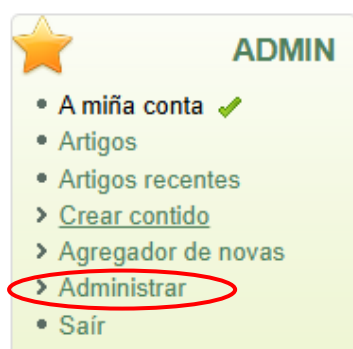 ADMIN
A miña conta
Artigos
Artigos recentes
Crear contido
Agregador de novas
Administrar
Saír